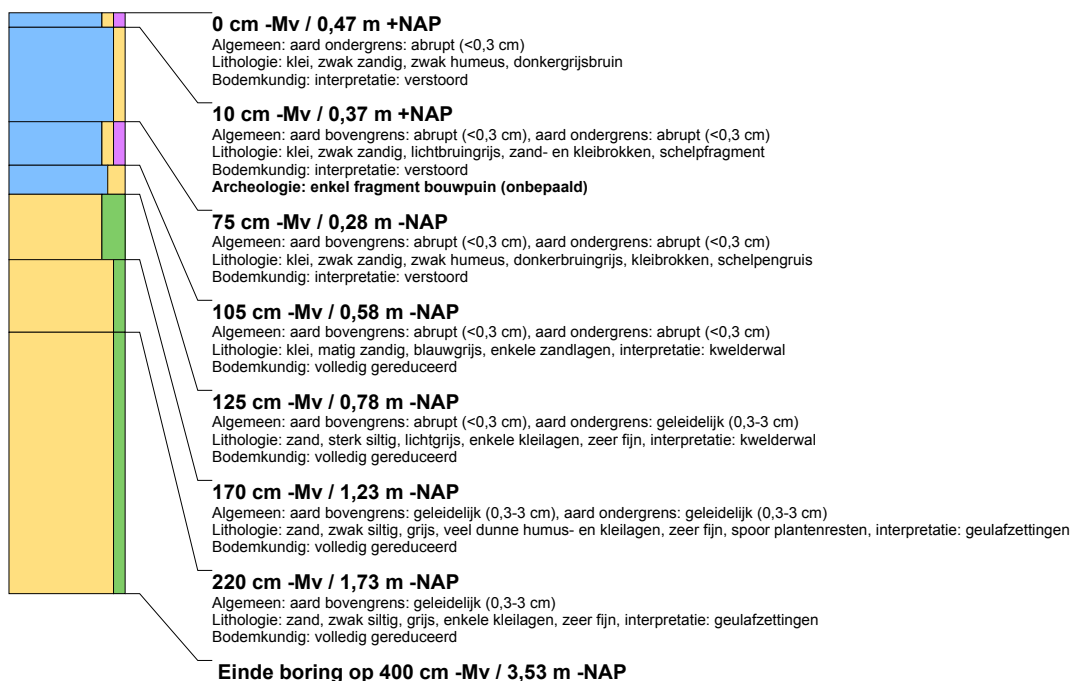 0 cm -Mv / 0,47 m +NAP
Algemeen: aard ondergrens: abrupt (<0,3 cm)
Lithologie: klei, zwak zandig, zwak humeus, donkergrijsbruin
Bodemkundig: interpretatie: verstoord
10 cm -Mv / 0,37 m +NAP
Algemeen: aard bovengrens: abrupt (<0,3 cm), aard ondergrens: abrupt (<0,3 cm)
Lithologie: klei, zwak zandig, lichtbruingrijs, zand- en kleibrokken, schelpfragment
Bodemkundig: interpretatie: verstoord
Archeologie: enkel fragment bouwpuin (onbepaald)
75 cm -Mv / 0,28 m -NAP
Algemeen: aard bovengrens: abrupt (<0,3 cm), aard ondergrens: abrupt (<0,3 cm)
Lithologie: klei, zwak zandig, zwak humeus, donkerbruingrijs, kleibrokken, schelpengruis
Bodemkundig: interpretatie: verstoord
105 cm -Mv / 0,58 m -NAP
Algemeen: aard bovengrens: abrupt (<0,3 cm), aard ondergrens: abrupt (<0,3 cm)
Lithologie: klei, matig zandig, blauwgrijs, enkele zandlagen, interpretatie: kwelderwal
Bodemkundig: volledig gereduceerd
125 cm -Mv / 0,78 m -NAP
Algemeen: aard bovengrens: abrupt (<0,3 cm), aard ondergrens: geleidelijk (0,3-3 cm)
Lithologie: zand, sterk siltig, lichtgrijs, enkele kleilagen, zeer fijn, interpretatie: kwelderwal
Bodemkundig: volledig gereduceerd
170 cm -Mv / 1,23 m -NAP
Algemeen: aard bovengrens: geleidelijk (0,3-3 cm), aard ondergrens: geleidelijk (0,3-3 cm)
Lithologie: zand, zwak siltig, grijs, veel dunne humus- en kleilagen, zeer fijn, spoor plantenresten, interpretatie: geulafzettingen
Bodemkundig: volledig gereduceerd
220 cm -Mv / 1,73 m -NAP
Algemeen: aard bovengrens: geleidelijk (0,3-3 cm)
Lithologie: zand, zwak siltig, grijs, enkele kleilagen, zeer fijn, interpretatie: geulafzettingen
Bodemkundig: volledig gereduceerd
Einde boring op 400 cm -Mv / 3,53 m -NAP